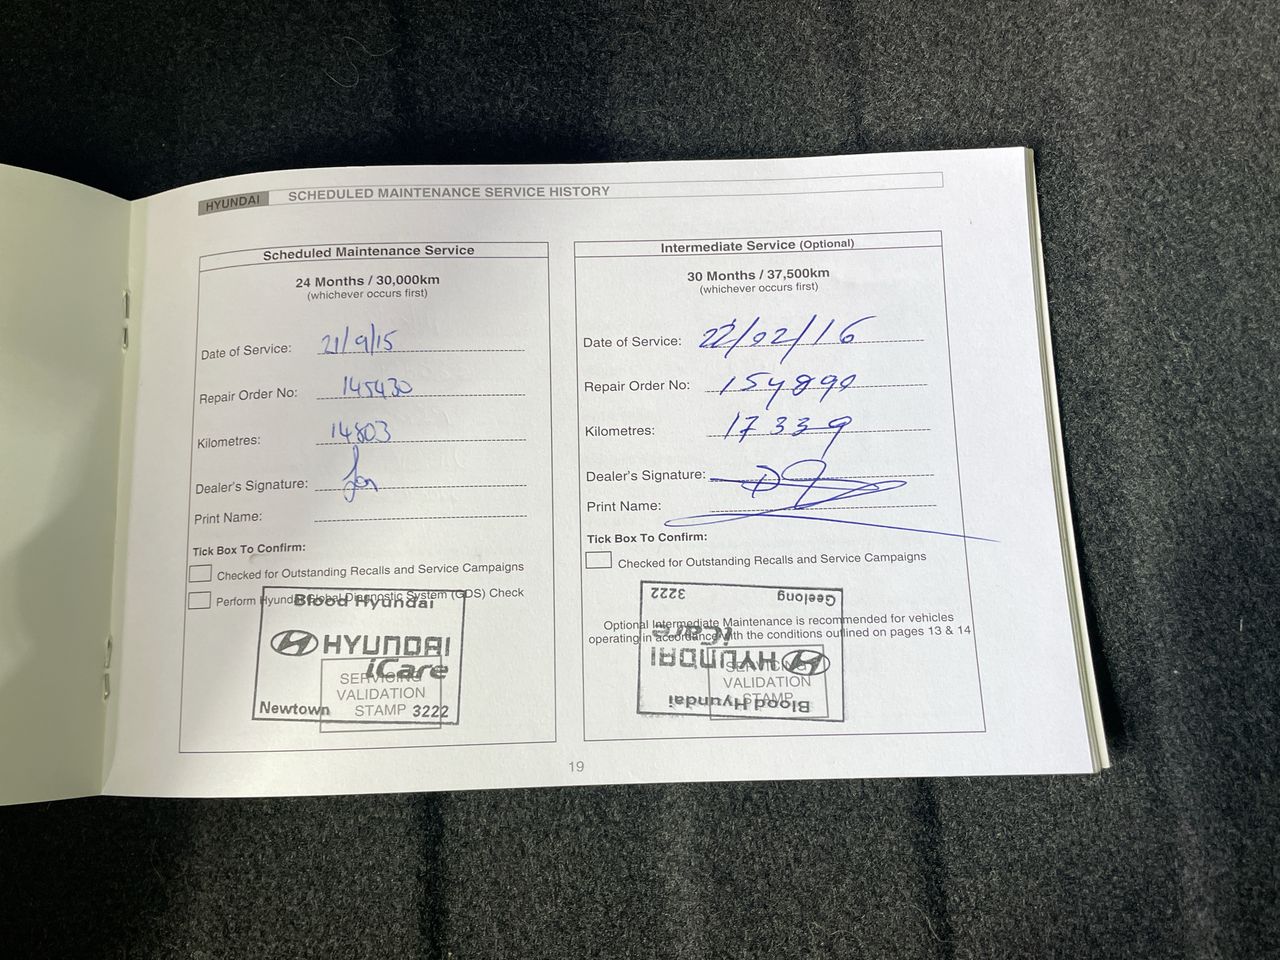 HYUNDAI SCHEDULED MAINTENANCE SERVICE HISTORY
Scheduled Maintenance Service
24 Months / 30,000km
(whichever occurs first)
Date of Service: 21/9/15
Repair Order No: 145430
Kilometres: 14803
Dealer's Signature:
Print Name:
Tick Box To Confirm:
Checked for Outstanding Recalls and Service Campaigns
Perform Hyundai Global Diagnostic System (GDS) Check
Blood Hyundai
HYUNDAI
iCare
SERVICING
VALIDATION
STAMP
Newtown 3222
Intermediate Service (Optional)
30 Months / 37,500km
(whichever occurs first)
Date of Service: 22/02/16
Repair Order No:
Kilometres: 17339
Dealer's Signature:
Print Name:
Tick Box To Confirm:
Checked for Outstanding Recalls and Service Campaigns
Optional Intermediate Maintenance is recommended for vehicles
operating in accordance with the conditions outlined on pages 13 & 14
Blood Hyundai
HYUNDAI
iCare
Geelong 3222
SERVICING
VALIDATION
STAMP
19